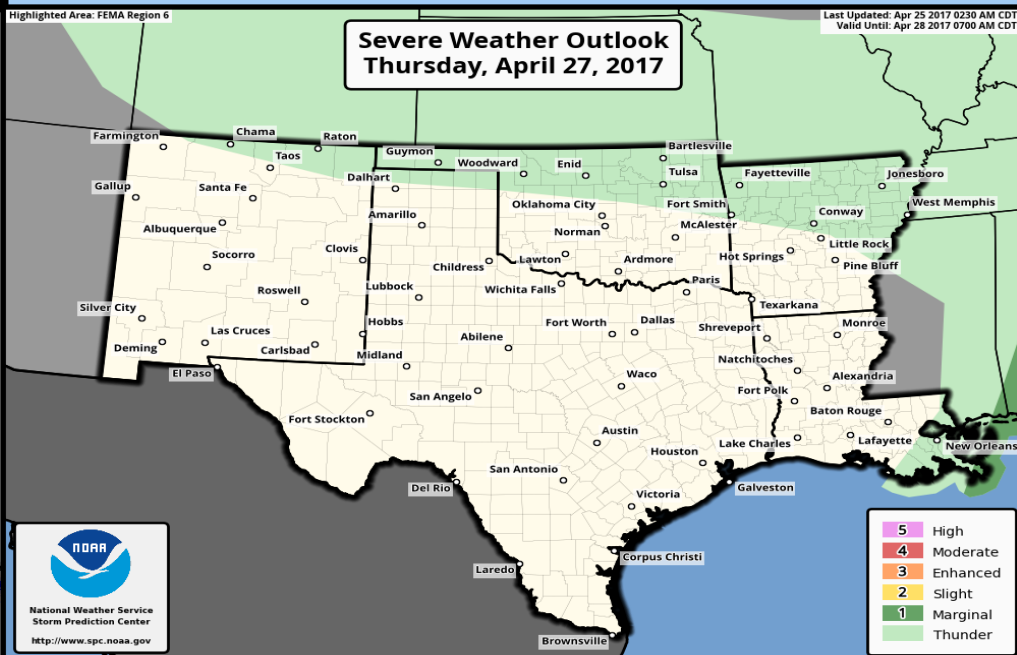 Highlighted Area: FEMA Region 6
Last Updated: Apr 25 2017 0230 AM CDT
Valid Until: Apr 28 2017 0700 AM CDT
Severe Weather Outlook
Thursday, April 27, 2017
Farmington
Chama
Raton
Taos
Guymon
Woodward
Enid
Bartlesville
Tulsa
Fayetteville
Jonesboro
Gallup
Santa Fe
Dalhart
Oklahoma City
Fort Smith
West Memphis
Albuquerque
Amarillo
Norman
McAlester
Conway
Socorro
Clovis
Childress
Lawton
Ardmore
Hot Springs
Little Rock
Pine Bluff
Roswell
Lubbock
Wichita Falls
Paris
Texarkana
Silver City
Las Cruces
Hobbs
Abilene
Fort Worth
Dallas
Shreveport
Monroe
Deming
Carlsbad
Midland
Natchitoches
El Paso
San Angelo
Waco
Fort Polk
Alexandria
Fort Stockton
Austin
Baton Rouge
Houston
Lake Charles
Lafayette
New Orleans
Del Rio
San Antonio
Victoria
Galveston
Laredo
Corpus Christi
Brownsville
NOAA
National Weather Service
Storm Prediction Center
http://www.spc.noaa.gov
5 High
4 Moderate
3 Enhanced
2 Slight
1 Marginal
Thunder